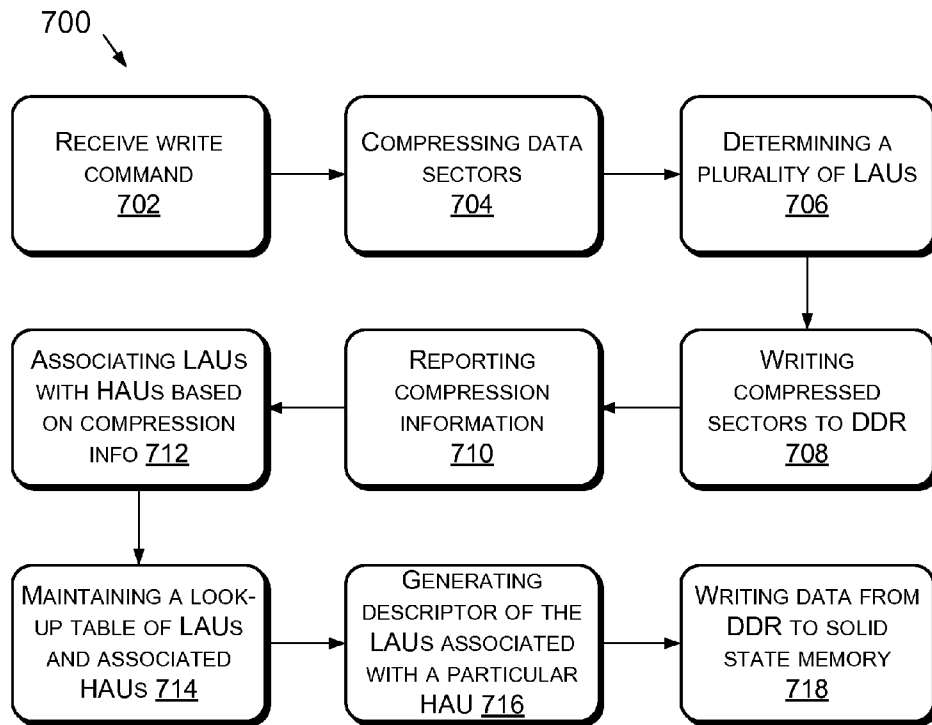 700
RECEIVE WRITE
COMMAND
702
COMPRESSING DATA
SECTORS
704
DETERMINING A
PLURALITY OF LAUS
706
ASSOCIATING LAUS
WITH HAUS BASED
ON COMPRESSION
INFO 712
REPORTING
COMPRESSION
INFORMATION
710
WRITING
COMPRESSED
SECTORS TO DDR
708
MAINTAINING A LOOK-
UP TABLE OF LAUS
AND ASSOCIATED
HAUS 714
GENERATING
DESCRIPTOR OF THE
LAUS ASSOCIATED
WITH A PARTICULAR
HAU 716
WRITING DATA FROM
DDR TO SOLID
STATE MEMORY
718